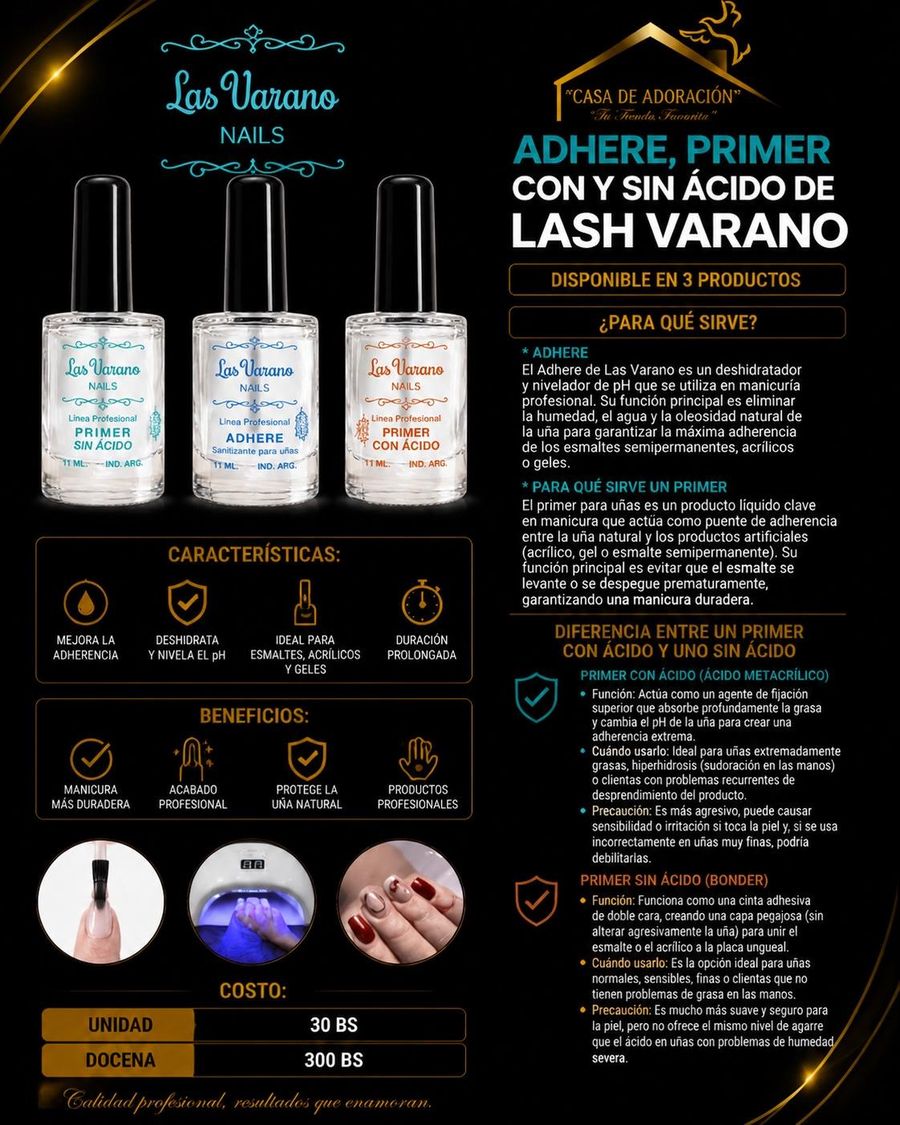 Las Varano
NAILS
"CASA DE ADORACIÓN"
"Tu Tienda Favorita"
ADHERE, PRIMER
CON Y SIN ÁCIDO DE
LASH VARANO
DISPONIBLE EN 3 PRODUCTOS
¿PARA QUÉ SIRVE?
* ADHERE
El Adhere de Las Varano es un deshidratador
y nivelador de pH que se utiliza en manicuría
profesional. Su función principal es eliminar
la humedad, el agua y la oleosidad natural de
la uña para garantizar la máxima adherencia
de los esmaltes semipermanentes, acrílicos
o geles.
* PARA QUÉ SIRVE UN PRIMER
El primer para uñas es un producto líquido clave
en manicura que actúa como puente de adherencia
entre la uña natural y los productos artificiales
(acrílico, gel o esmalte semipermanente). Su
función principal es evitar que el esmalte se
levante o se despegue prematuramente,
garantizando una manicura duradera.
DIFERENCIA ENTRE UN PRIMER
CON ÁCIDO Y UNO SIN ÁCIDO
PRIMER CON ÁCIDO (ÁCIDO METACRÍLICO)
• Función: Actúa como un agente de fijación
superior que absorbe profundamente la grasa
y cambia el pH de la uña para crear una
adherencia extrema.
• Cuándo usarlo: Ideal para uñas extremadamente
grasas, hiperhidrosis (sudoración en las manos)
o clientas con problemas recurrentes de
desprendimiento del producto.
• Precaución: Es más agresivo, puede causar
sensibilidad o irritación si toca la piel y, si se usa
incorrectamente en uñas muy finas, podría
debilitarlas.
PRIMER SIN ÁCIDO (BONDER)
• Función: Funciona como una cinta adhesiva
de doble cara, creando una capa pegajosa (sin
alterar agresivamente la uña) para unir el
esmalte o el acrílico a la placa ungueal.
• Cuándo usarlo: Es la opción ideal para uñas
normales, sensibles, finas o clientas que no
tienen problemas de grasa en las manos.
• Precaución: Es mucho más suave y seguro para
la piel, pero no ofrece el mismo nivel de agarre
que el ácido en uñas con problemas de humedad
severa.
Las Varano
NAILS
Línea Profesional
PRIMER
SIN ÁCIDO
11 ML. IND. ARG.
Las Varano
NAILS
Línea Profesional
ADHERE
Sanitizante para uñas
11 ML. IND. ARG.
Las Varano
NAILS
Línea Profesional
PRIMER
CON ÁCIDO
11 ML. IND. ARG.
CARACTERÍSTICAS:
MEJORA LA
ADHERENCIA
DESHIDRATA
Y NIVELA EL pH
IDEAL PARA
ESMALTES, ACRÍLICOS
Y GELES
DURACIÓN
PROLONGADA
BENEFICIOS:
MANICURA
MÁS DURADERA
ACABADO
PROFESIONAL
PROTEGE LA
UÑA NATURAL
PRODUCTOS
PROFESIONALES
COSTO:
UNIDAD 30 BS
DOCENA 300 BS
Calidad profesional, resultados que enamoran.